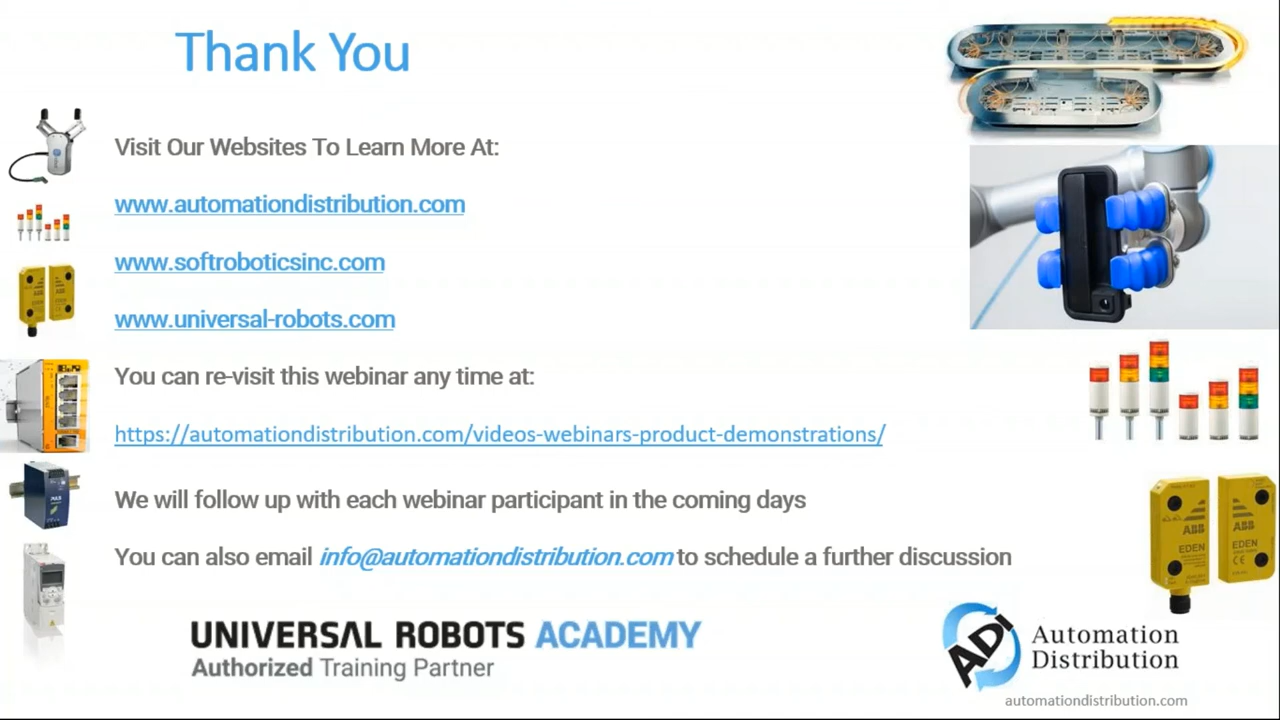 Thank You
Visit Our Websites To Learn More At:
www.automationdistribution.com
www.softroboticsinc.com
www.universal-robots.com
You can re-visit this webinar any time at:
https://automationdistribution.com/videos-webinars-product-demonstrations/
We will follow up with each webinar participant in the coming days
You can also email info@automationdistribution.com to schedule a further discussion
UNIVERSAL ROBOTS ACADEMY
Authorized Training Partner
ABB
EDEN
ABB
EDEN
ADI
Automation
Distribution
automationdistribution.com